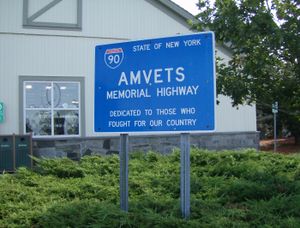 STATE OF NEW YORK
90
AMVETS
MEMORIAL HIGHWAY
DEDICATED TO THOSE WHO
FOUGHT FOR OUR COUNTRY